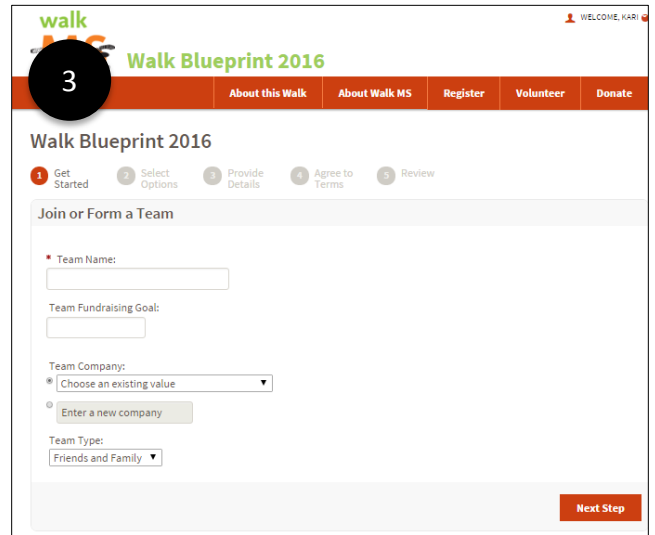 walk
WELCOME, KARI
MS
Walk Blueprint 2016
3
About this Walk About Walk MS Register Volunteer Donate
Walk Blueprint 2016
1 Get Started 2 Select Options 3 Provide Details 4 Agree to Terms 5 Review
Join or Form a Team
* Team Name:
Team Fundraising Goal:
Team Company:
Choose an existing value
Enter a new company
Team Type:
Friends and Family
Next Step